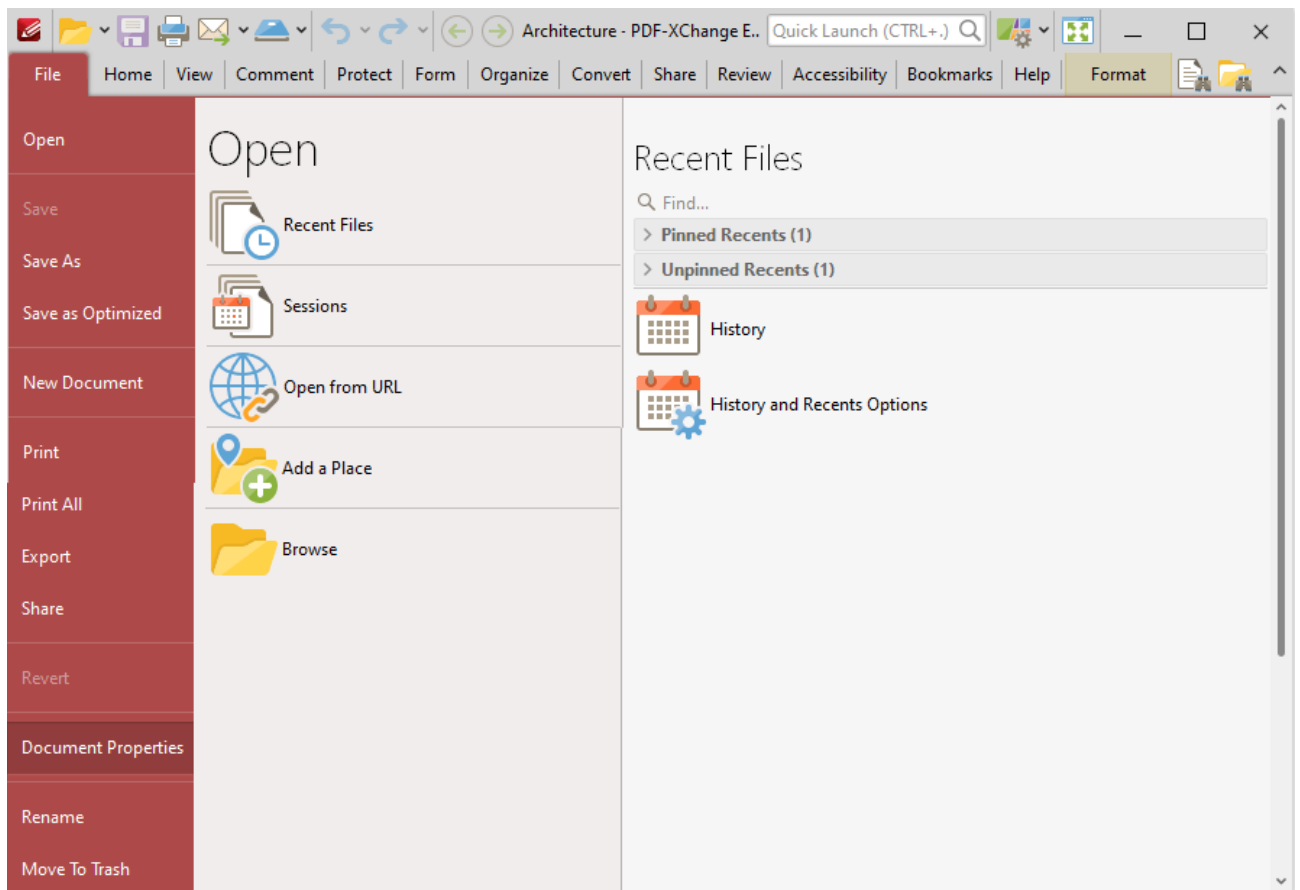 Architecture - PDF-XChange E.. Quick Launch (CTRL+.)
File Home View Comment Protect Form Organize Convert Share Review Accessibility Bookmarks Help Format
Open
Save
Save As
Save as Optimized
New Document
Print
Print All
Export
Share
Revert
Document Properties
Rename
Move To Trash
Open
Recent Files
Sessions
Open from URL
Add a Place
Browse
Recent Files
Find...
Pinned Recents (1)
Unpinned Recents (1)
History
History and Recents Options